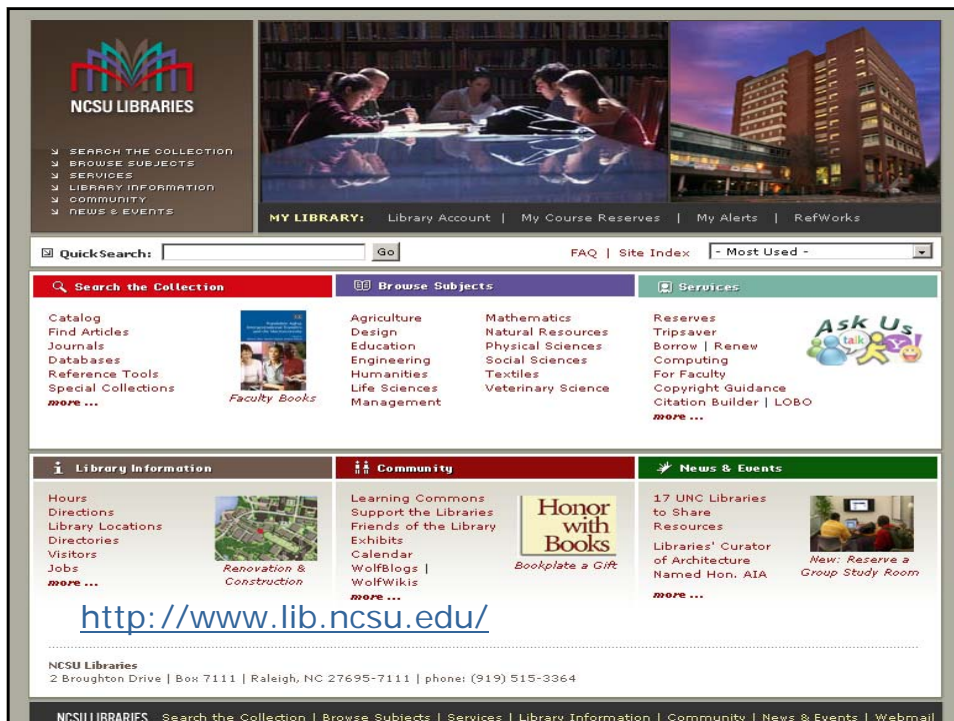 NCSU LIBRARIES
SEARCH THE COLLECTION
BROWSE SUBJECTS
SERVICES
LIBRARY INFORMATION
COMMUNITY
NEWS & EVENTS
MY LIBRARY: Library Account | My Course Reserves | My Alerts | RefWorks
QuickSearch: Go FAQ | Site Index - Most Used -
Search the Collection
Catalog
Find Articles
Journals
Databases
Reference Tools
Special Collections
more ...
Faculty Books
Browse Subjects
Agriculture
Design
Education
Engineering
Humanities
Life Sciences
Management
Mathematics
Natural Resources
Physical Sciences
Social Sciences
Textiles
Veterinary Science
Services
Reserves
Tripsaver
Borrow | Renew
Computing
For Faculty
Copyright Guidance
Citation Builder | LOBO
more ...
Ask Us
talk
Library Information
Hours
Directions
Library Locations
Directories
Visitors
Jobs
more ...
Renovation &
Construction
Community
Learning Commons
Support the Libraries
Friends of the Library
Exhibits
Calendar
WolfBlogs |
WolfWikis
more ...
Honor
with
Books
Bookplate a Gift
News & Events
17 UNC Libraries
to Share
Resources
Libraries' Curator
of Architecture
Named Hon. AIA
more ...
New: Reserve a
Group Study Room
http://www.lib.ncsu.edu/
NCSU Libraries
2 Broughton Drive | Box 7111 | Raleigh, NC 27695-7111 | phone: (919) 515-3364
NCSU LIBRARIES Search the Collection | Browse Subjects | Services | Library Information | Community | News & Events | Webmail